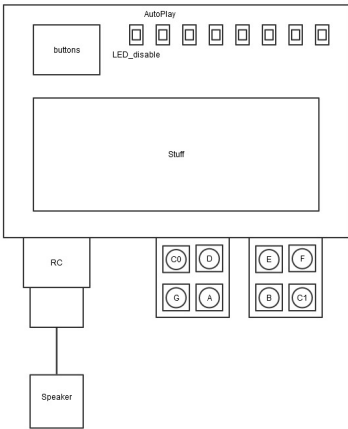 AutoPlay
buttons
LED_disable
Stuff
RC
C0 D E F
G A B C1
Speaker